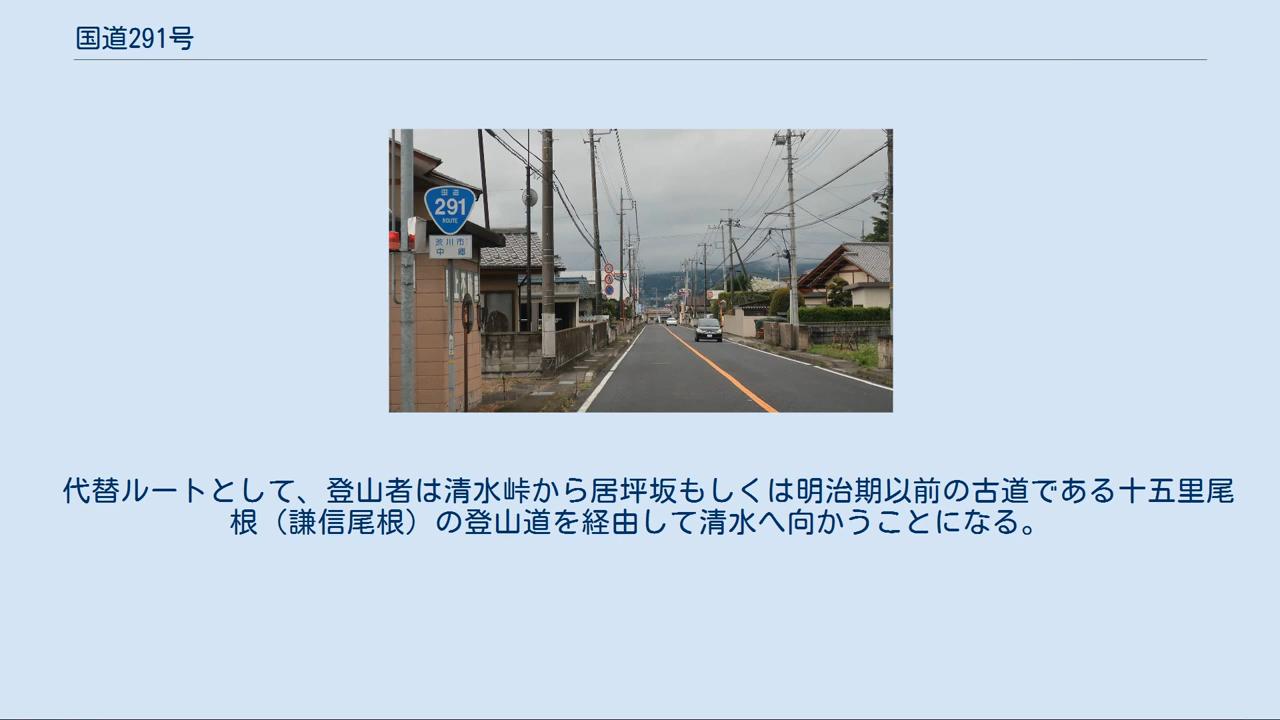 国道291号
国道
291
ROUTE
渋川市
中郷
代替ルートとして、登山者は清水峠から居坪坂もしくは明治期以前の古道である十五里尾
根（謙信尾根）の登山道を経由して清水へ向かうことになる。